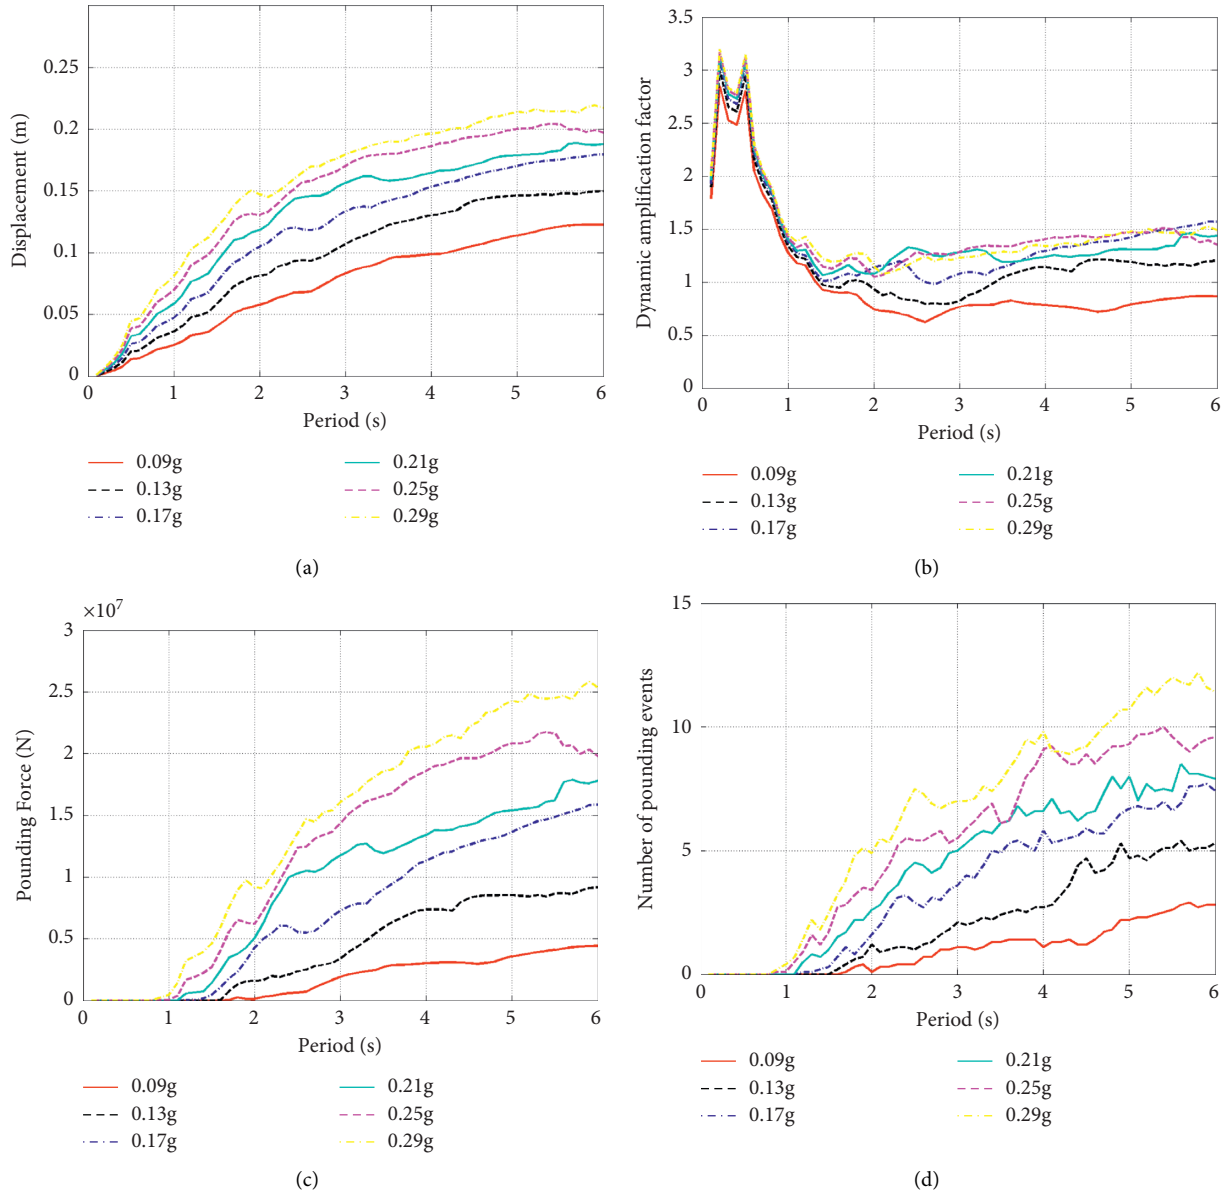 Displacement (m)
0.25
0.2
0.15
0.1
0.05
0
0 1 2 3 4 5 6
Period (s)
0.09g 0.21g
0.13g 0.25g
0.17g 0.29g
(a)
Dynamic amplification factor
3.5
3
2.5
2
1.5
1
0.5
0
0 1 2 3 4 5 6
Period (s)
0.09g 0.21g
0.13g 0.25g
0.17g 0.29g
(b)
×10⁷
Pounding Force (N)
3
2.5
2
1.5
1
0.5
0
0 1 2 3 4 5 6
Period (s)
0.09g 0.21g
0.13g 0.25g
0.17g 0.29g
(c)
Number of pounding events
15
10
5
0
0 1 2 3 4 5 6
Period (s)
0.09g 0.21g
0.13g 0.25g
0.17g 0.29g
(d)